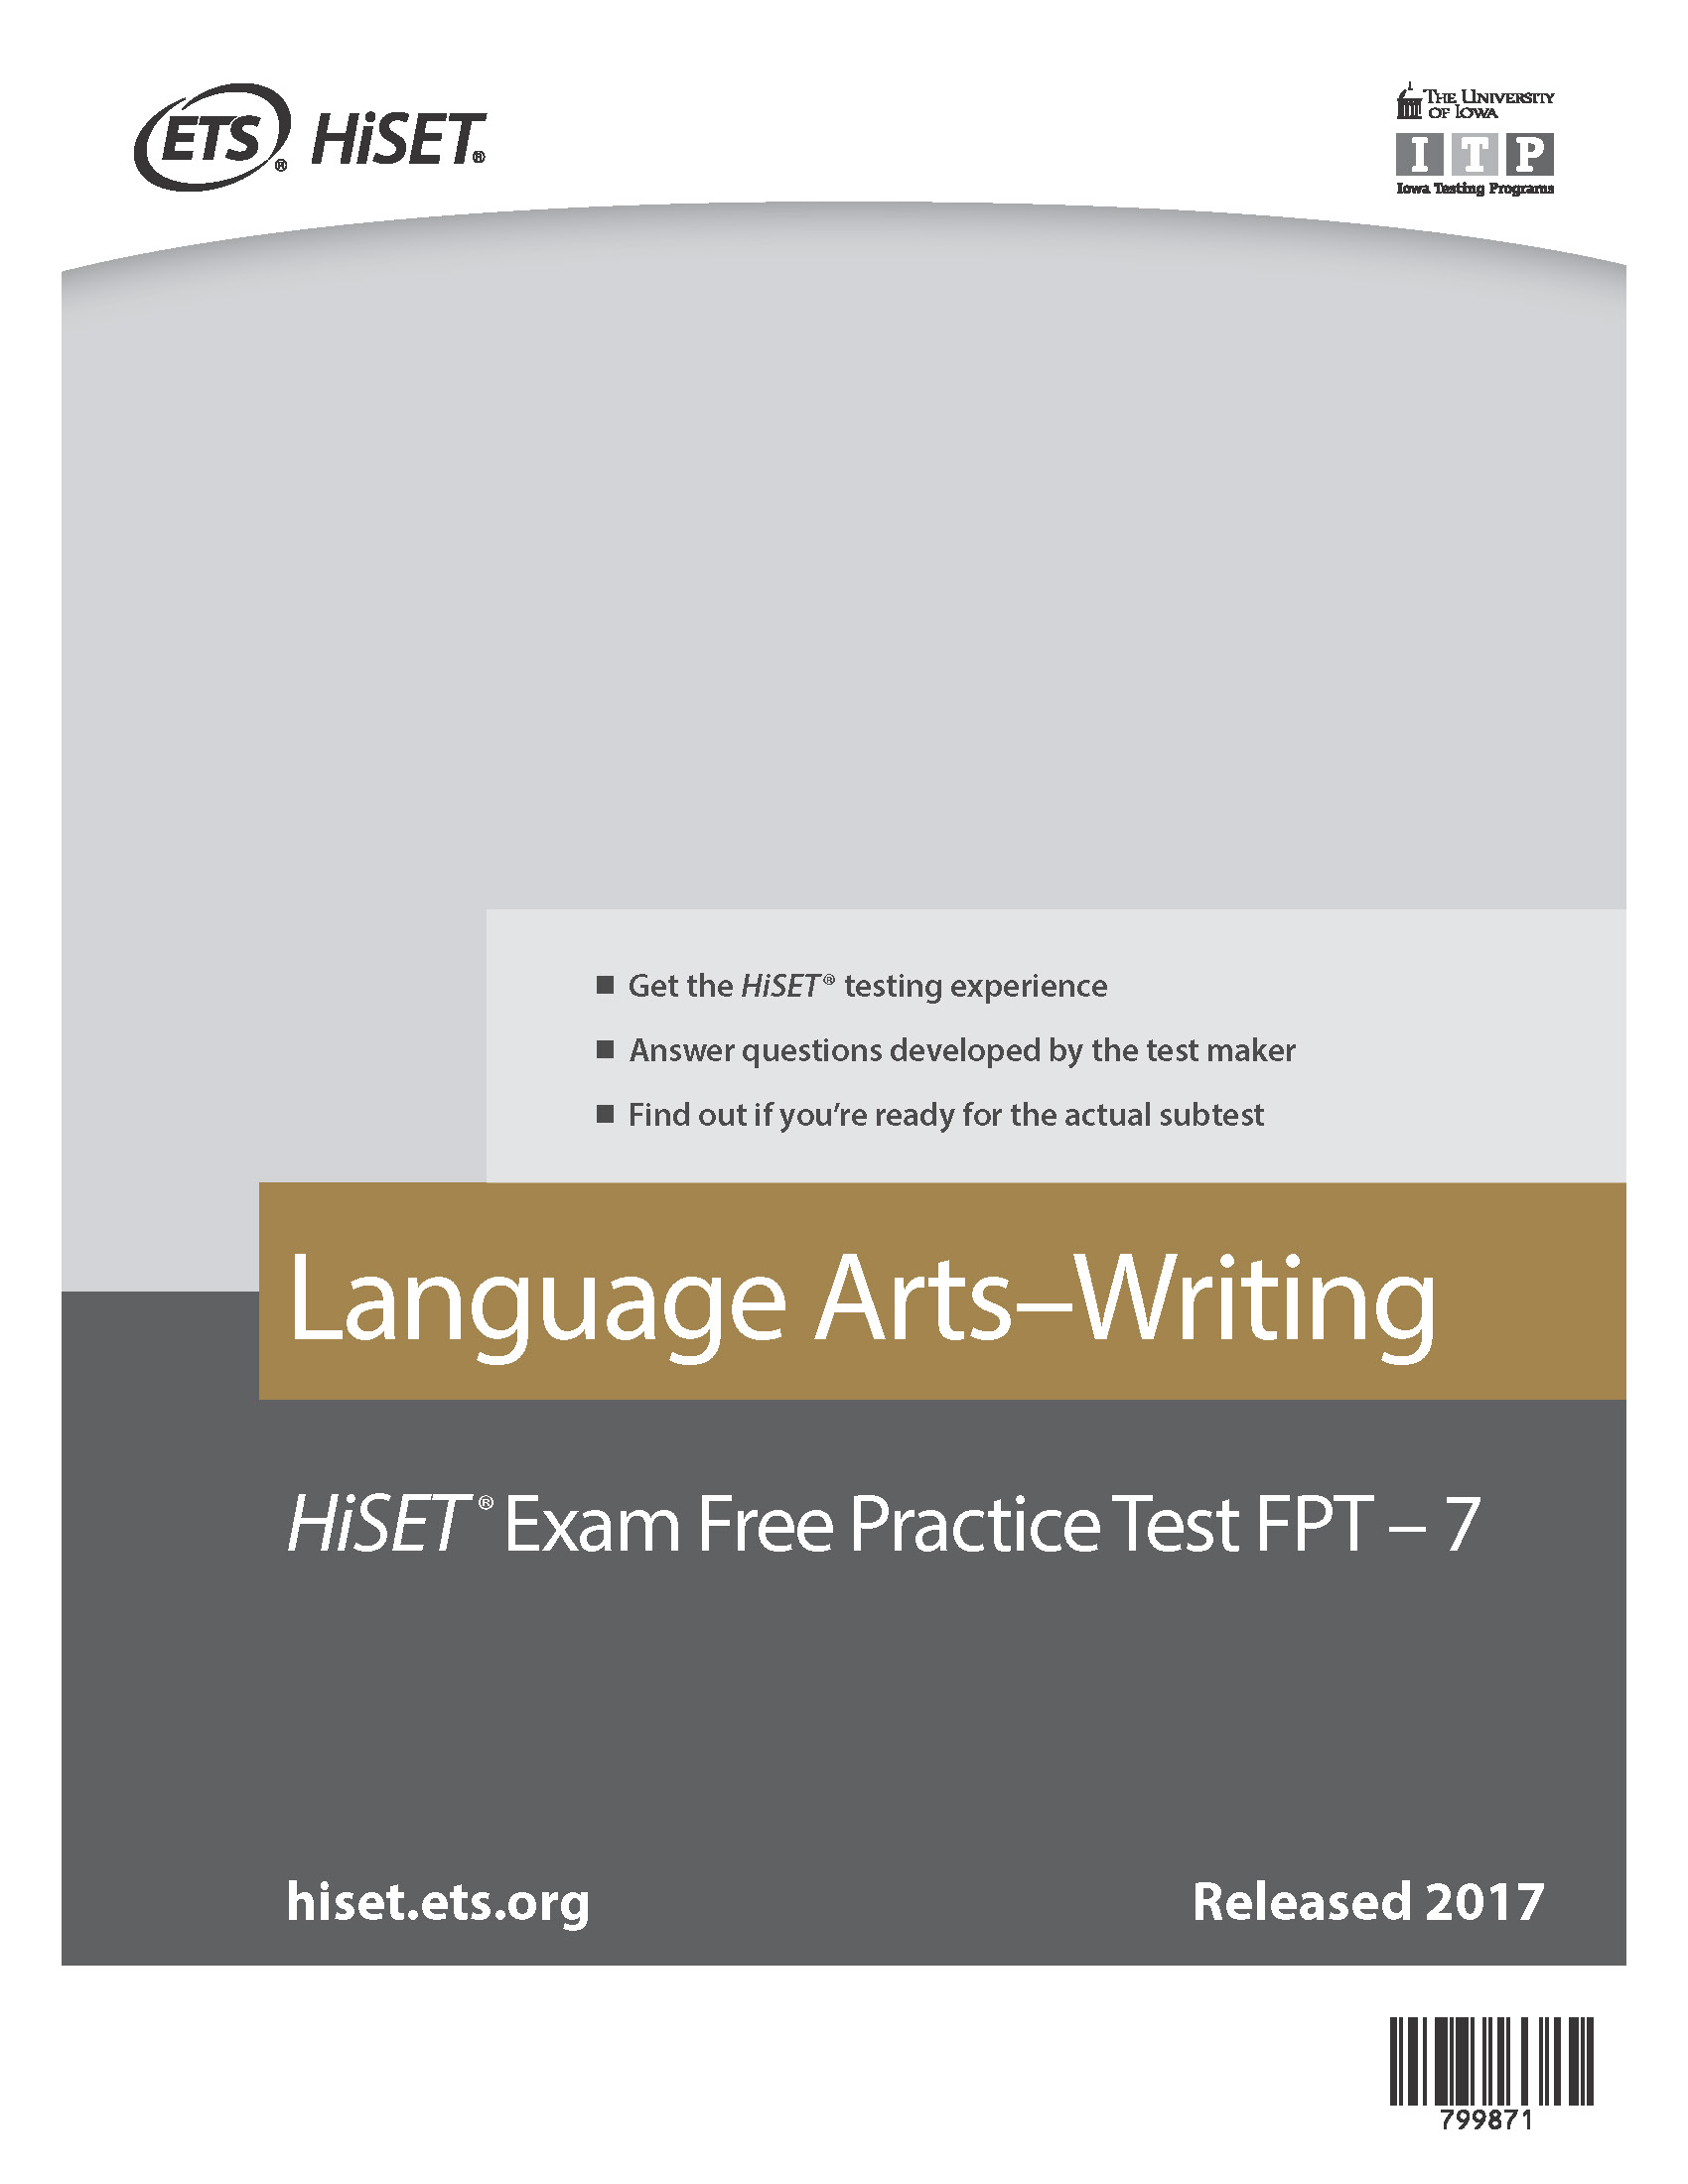 ETS® HiSET®
THE UNIVERSITY
OF IOWA
I T P
Iowa Testing Programs
■ Get the HiSET® testing experience
■ Answer questions developed by the test maker
■ Find out if you’re ready for the actual subtest
Language Arts–Writing
HiSET® Exam Free Practice Test FPT – 7
hiset.ets.org
Released 2017
799871